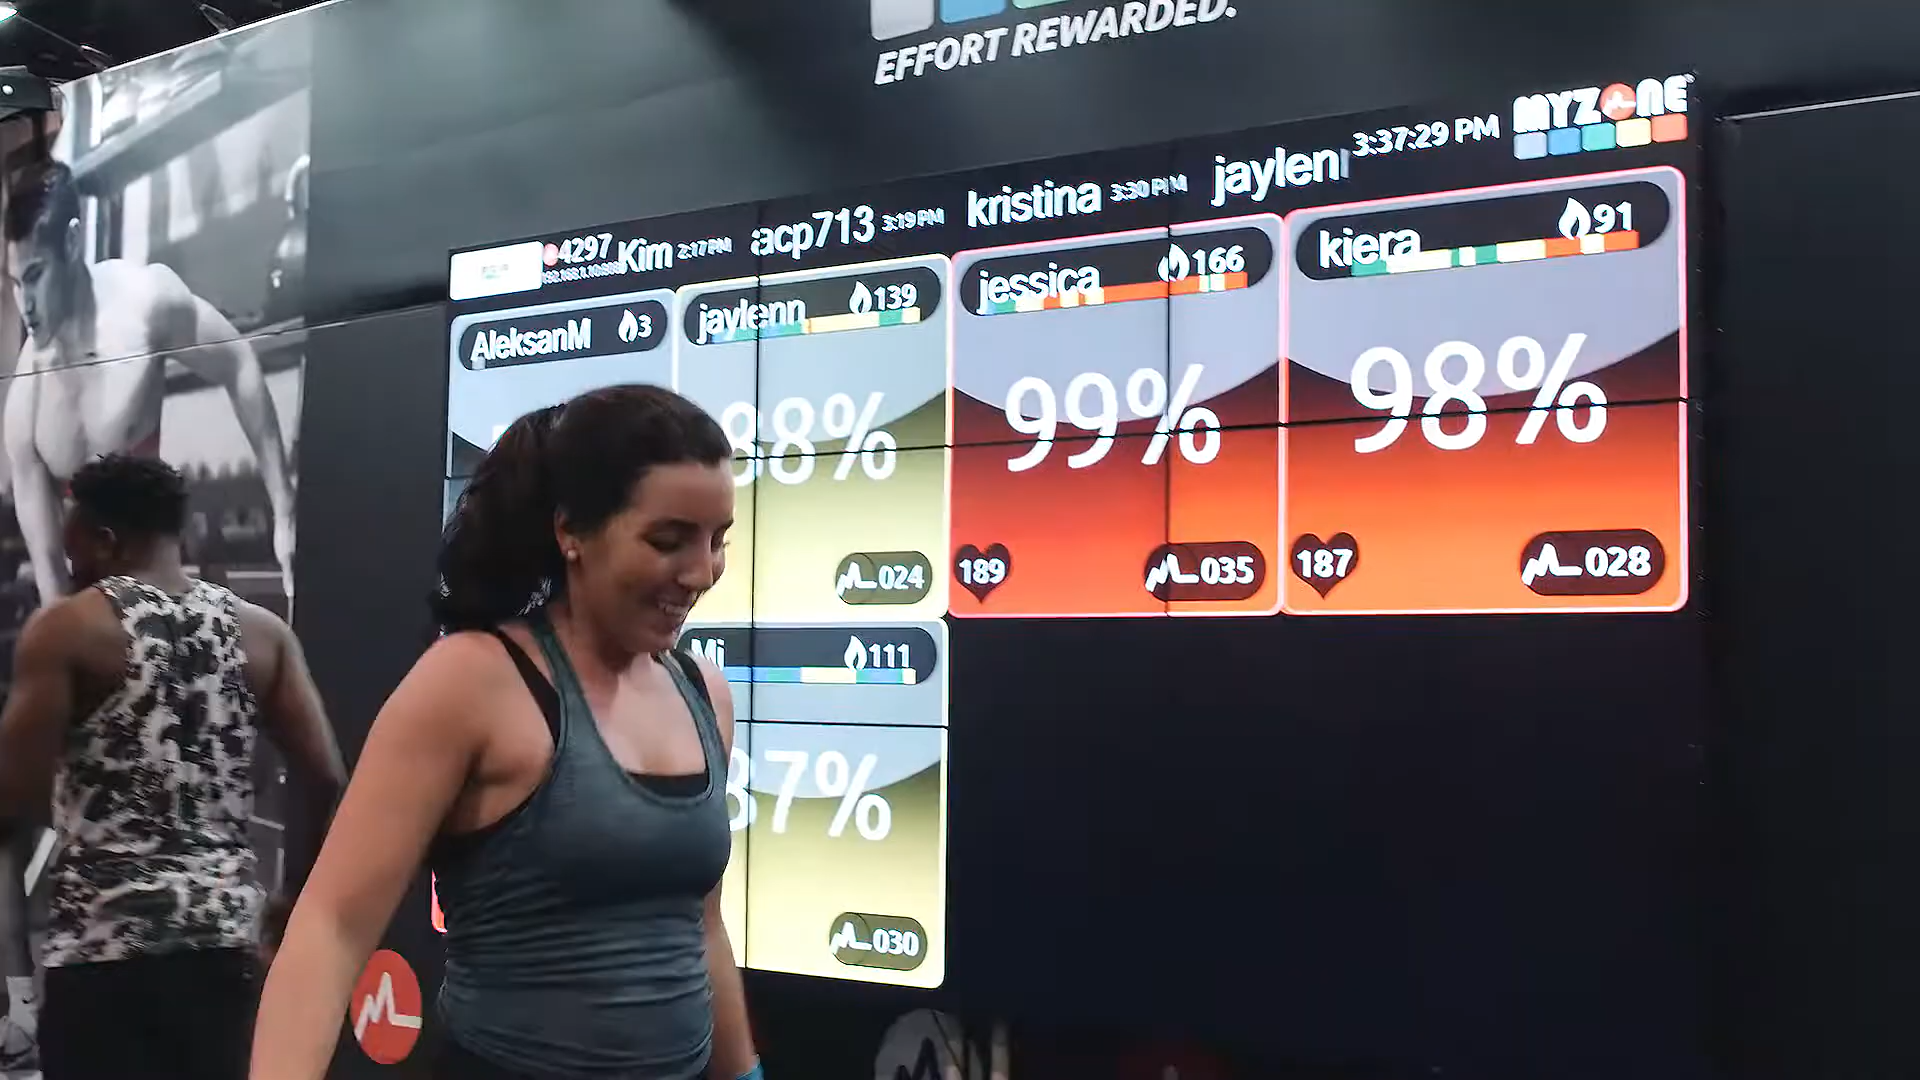 EFFORT REWARDED.
MYZONE
4297 Kim 2:17 PM acp713 3:19 PM kristina 3:30 PM jaylen 3:37:29 PM
AleksanM 3
jaylenn 139
88%
024
jessica 166
99%
189 035
kiera 91
98%
187 028
Mi 111
87%
030